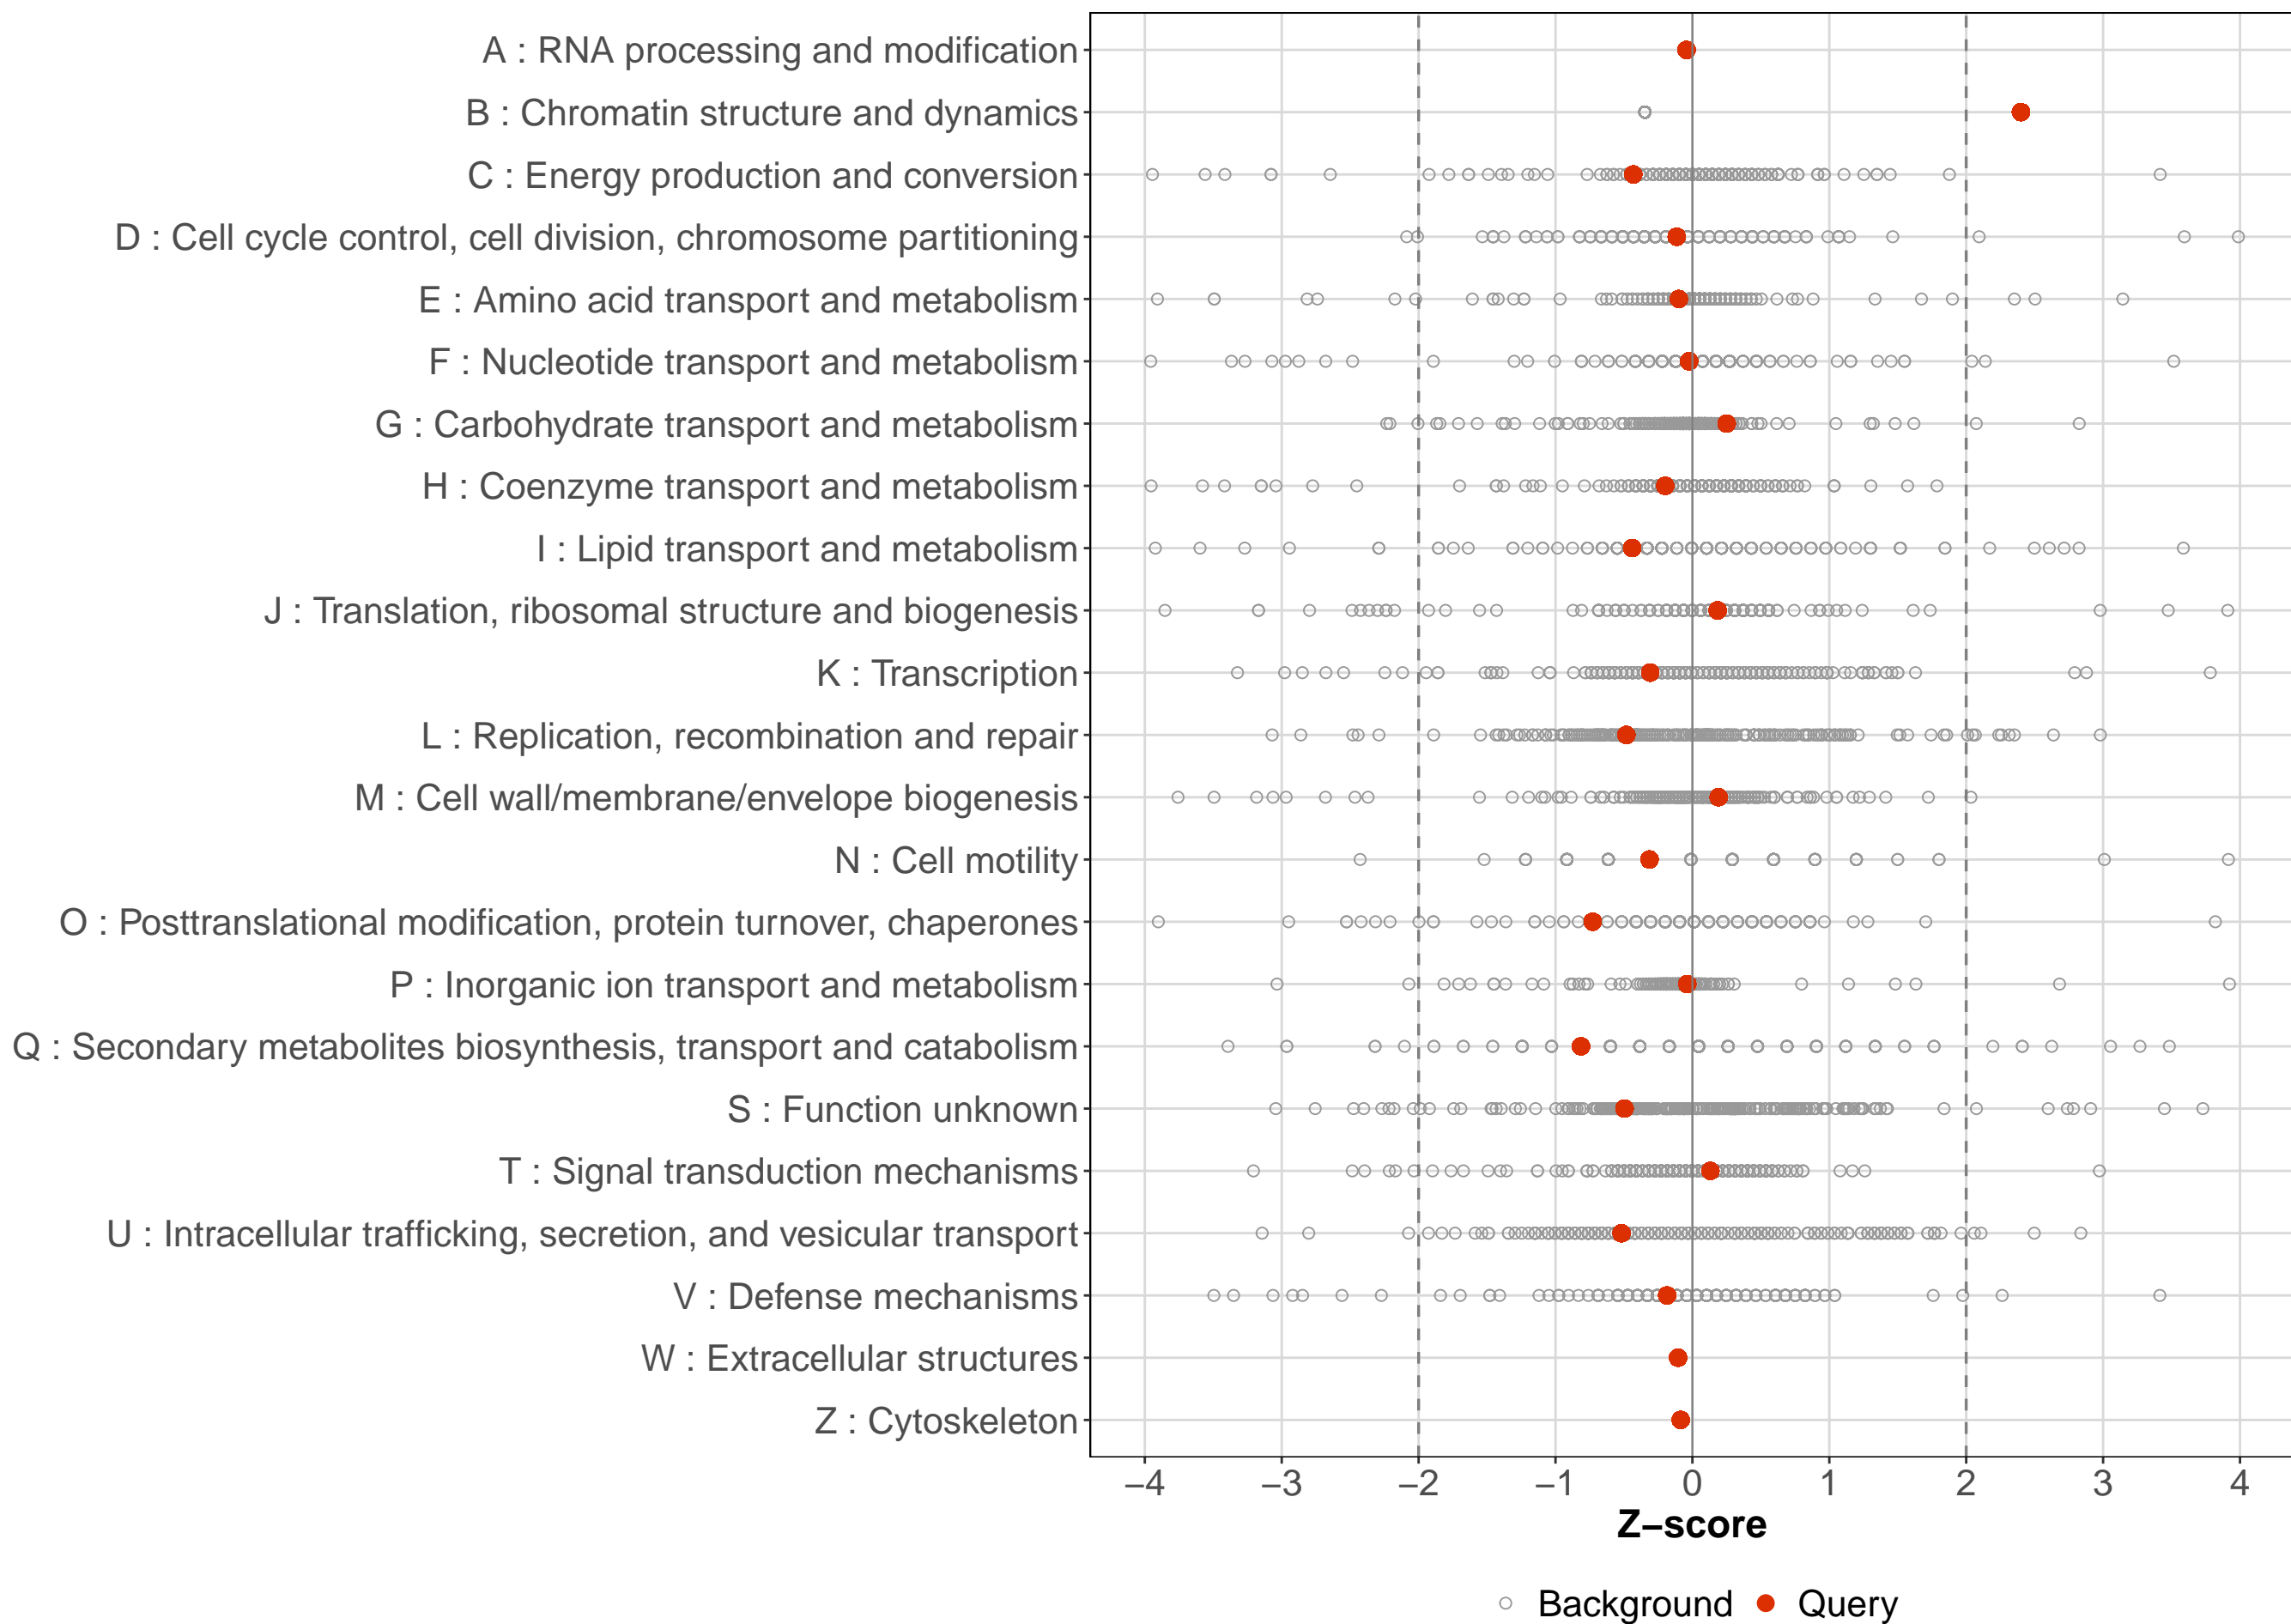 A : RNA processing and modification
B : Chromatin structure and dynamics
C : Energy production and conversion
D : Cell cycle control, cell division, chromosome partitioning
E : Amino acid transport and metabolism
F : Nucleotide transport and metabolism
G : Carbohydrate transport and metabolism
H : Coenzyme transport and metabolism
I : Lipid transport and metabolism
J : Translation, ribosomal structure and biogenesis
K : Transcription
L : Replication, recombination and repair
M : Cell wall/membrane/envelope biogenesis
N : Cell motility
O : Posttranslational modification, protein turnover, chaperones
P : Inorganic ion transport and metabolism
Q : Secondary metabolites biosynthesis, transport and catabolism
S : Function unknown
T : Signal transduction mechanisms
U : Intracellular trafficking, secretion, and vesicular transport
V : Defense mechanisms
W : Extracellular structures
Z : Cytoskeleton
−4 −3 −2 −1 0 1 2 3 4
Z−score
Background Query